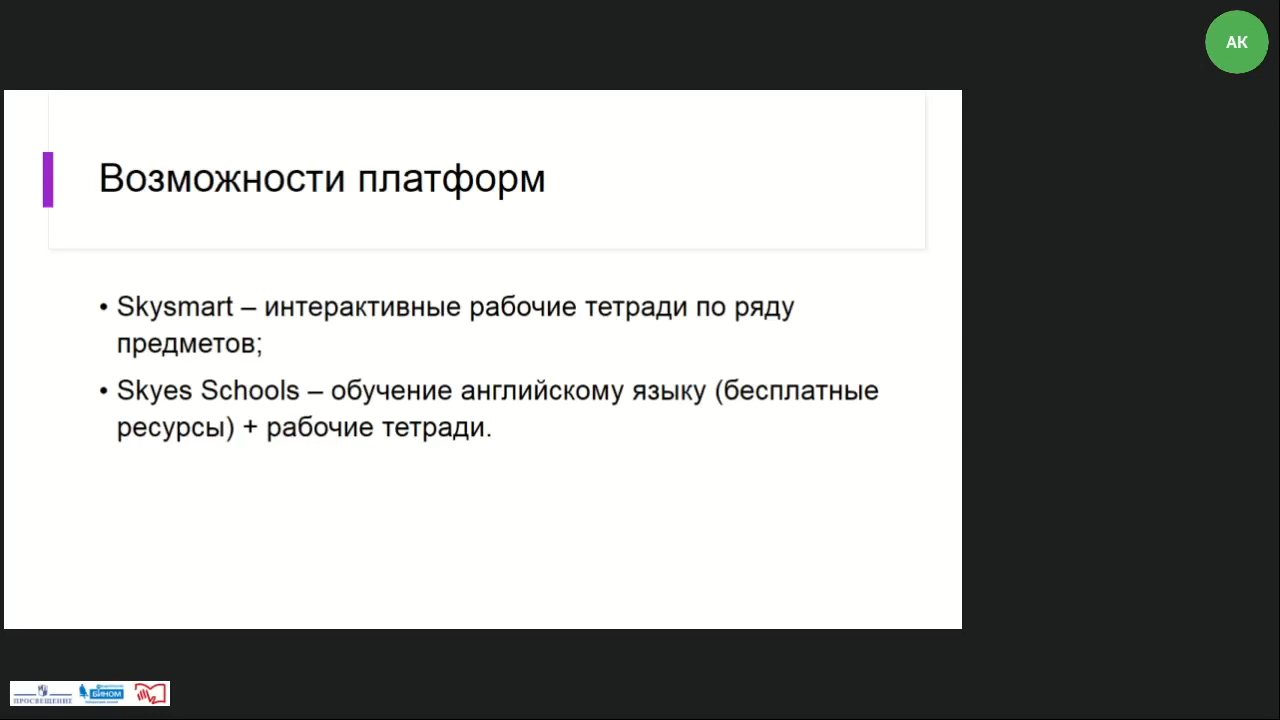 АК
Возможности платформ
• Skysmart – интерактивные рабочие тетради по ряду
предметов;
• Skyes Schools – обучение английскому языку (бесплатные
ресурсы) + рабочие тетради.
ПРОСВЕЩЕНИЕ
БИНОМ